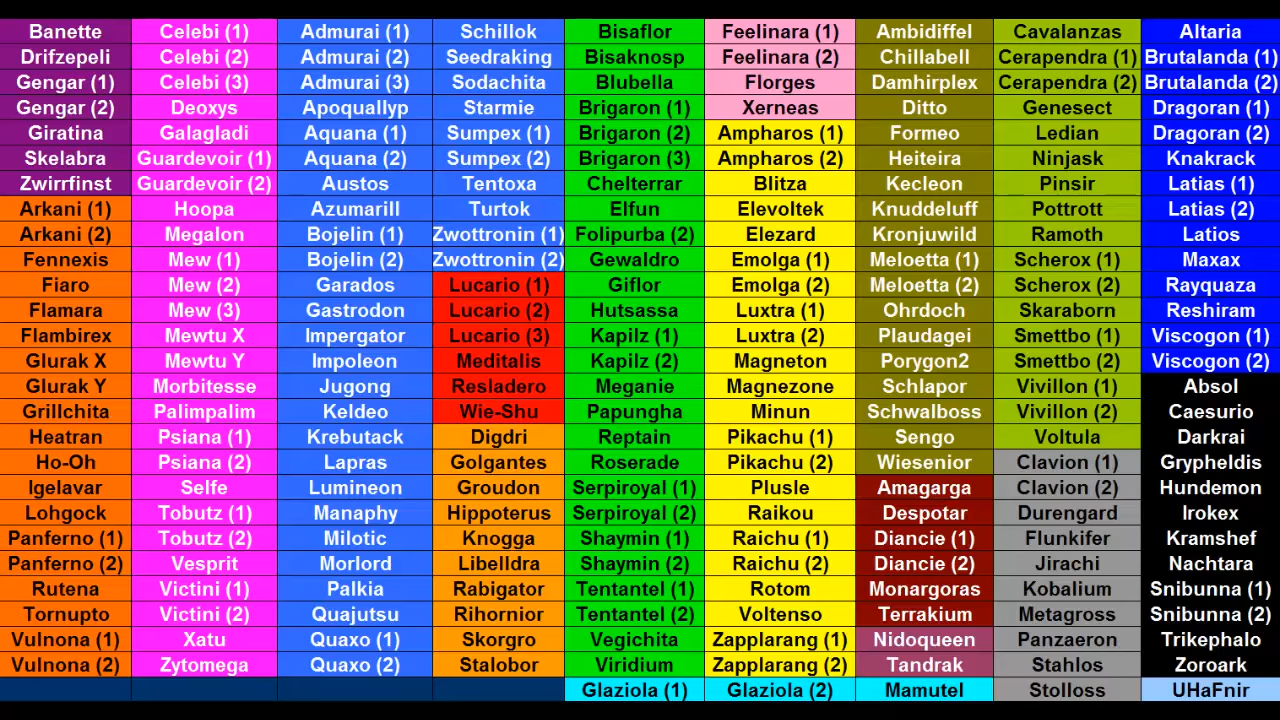 Banette Celebi (1) Admurai (1) Schillok Bisaflor Feelinara (1) Ambidiffel Cavalanzas Altaria
Drifzepeli Celebi (2) Admurai (2) Seedraking Bisaknosp Feelinara (2) Chillabell Cerapendra (1) Brutalanda (1)
Gengar (1) Celebi (3) Admurai (3) Sodachita Blubella Florges Damhirplex Cerapendra (2) Brutalanda (2)
Gengar (2) Deoxys Apoquallyp Starmie Brigaron (1) Xerneas Ditto Genesect Dragoran (1)
Giratina Galagladi Aquana (1) Sumpex (1) Brigaron (2) Ampharos (1) Formeo Ledian Dragoran (2)
Skelabra Guardevoir (1) Aquana (2) Sumpex (2) Brigaron (3) Ampharos (2) Heiteira Ninjask Knakrack
Zwirrfinst Guardevoir (2) Austos Tentoxa Chelterrar Blitza Kecleon Pinsir Latias (1)
Arkani (1) Hoopa Azumarill Turtok Elfun Elevoltek Knuddeluff Pottrott Latias (2)
Arkani (2) Megalon Bojelin (1) Zwottronin (1) Folipurba (2) Elezard Kronjuwild Ramoth Latios
Fennexis Mew (1) Bojelin (2) Zwottronin (2) Gewaldro Emolga (1) Meloetta (1) Scherox (1) Maxax
Fiaro Mew (2) Garados Lucario (1) Giflor Emolga (2) Meloetta (2) Scherox (2) Rayquaza
Flamara Mew (3) Gastrodon Lucario (2) Hutsassa Luxtra (1) Ohrdoch Skaraborn Reshiram
Flambirex Mewtu X Impergator Lucario (3) Kapilz (1) Luxtra (2) Plaudagei Smettbo (1) Viscogon (1)
Glurak X Mewtu Y Impoleon Meditalis Kapilz (2) Magneton Porygon2 Smettbo (2) Viscogon (2)
Glurak Y Morbitesse Jugong Resladero Meganie Magnezone Schlapor Vivillon (1) Absol
Grillchita Palimpalim Keldeo Wie-Shu Papungha Minun Schwalboss Vivillon (2) Caesurio
Heatran Psiana (1) Krebutack Digdri Reptain Pikachu (1) Sengo Voltula Darkrai
Ho-Oh Psiana (2) Lapras Golgantes Roserade Pikachu (2) Wiesenior Clavion (1) Grypheldis
Igelavar Selfe Lumineon Groudon Serpiroyal (1) Plusle Amagarga Clavion (2) Hundemon
Lohgock Tobutz (1) Manaphy Hippoterus Serpiroyal (2) Raikou Despotar Durengard Irokex
Panferno (1) Tobutz (2) Milotic Knogga Shaymin (1) Raichu (1) Diancie (1) Flunkifer Kramshef
Panferno (2) Vesprit Morlord Libelldra Shaymin (2) Raichu (2) Diancie (2) Jirachi Nachtara
Rutena Victini (1) Palkia Rabigator Tentantel (1) Rotom Monargoras Kobalium Snibunna (1)
Tornupto Victini (2) Quajutsu Rihornior Tentantel (2) Voltenso Terrakium Metagross Snibunna (2)
Vulnona (1) Xatu Quaxo (1) Skorgro Vegichita Zapplarang (1) Nidoqueen Panzaeron Trikephalo
Vulnona (2) Zytomega Quaxo (2) Stalobor Viridium Zapplarang (2) Tandrak Stahlos Zoroark
Glaziola (1) Glaziola (2) Mamutel Stolloss UHaFnir